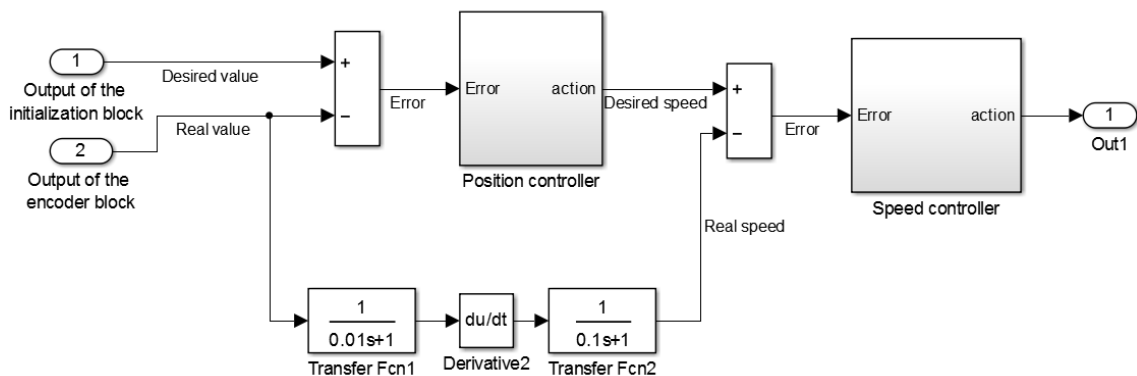 1
Output of the
initialization block
Desired value
2
Output of the
encoder block
Real value
+
−
Error
Error
action
Position controller
Desired speed
+
−
Error
Error
action
Speed controller
1
Out1
Real speed
1
0.01s+1
Transfer Fcn1
du/dt
Derivative2
1
0.1s+1
Transfer Fcn2